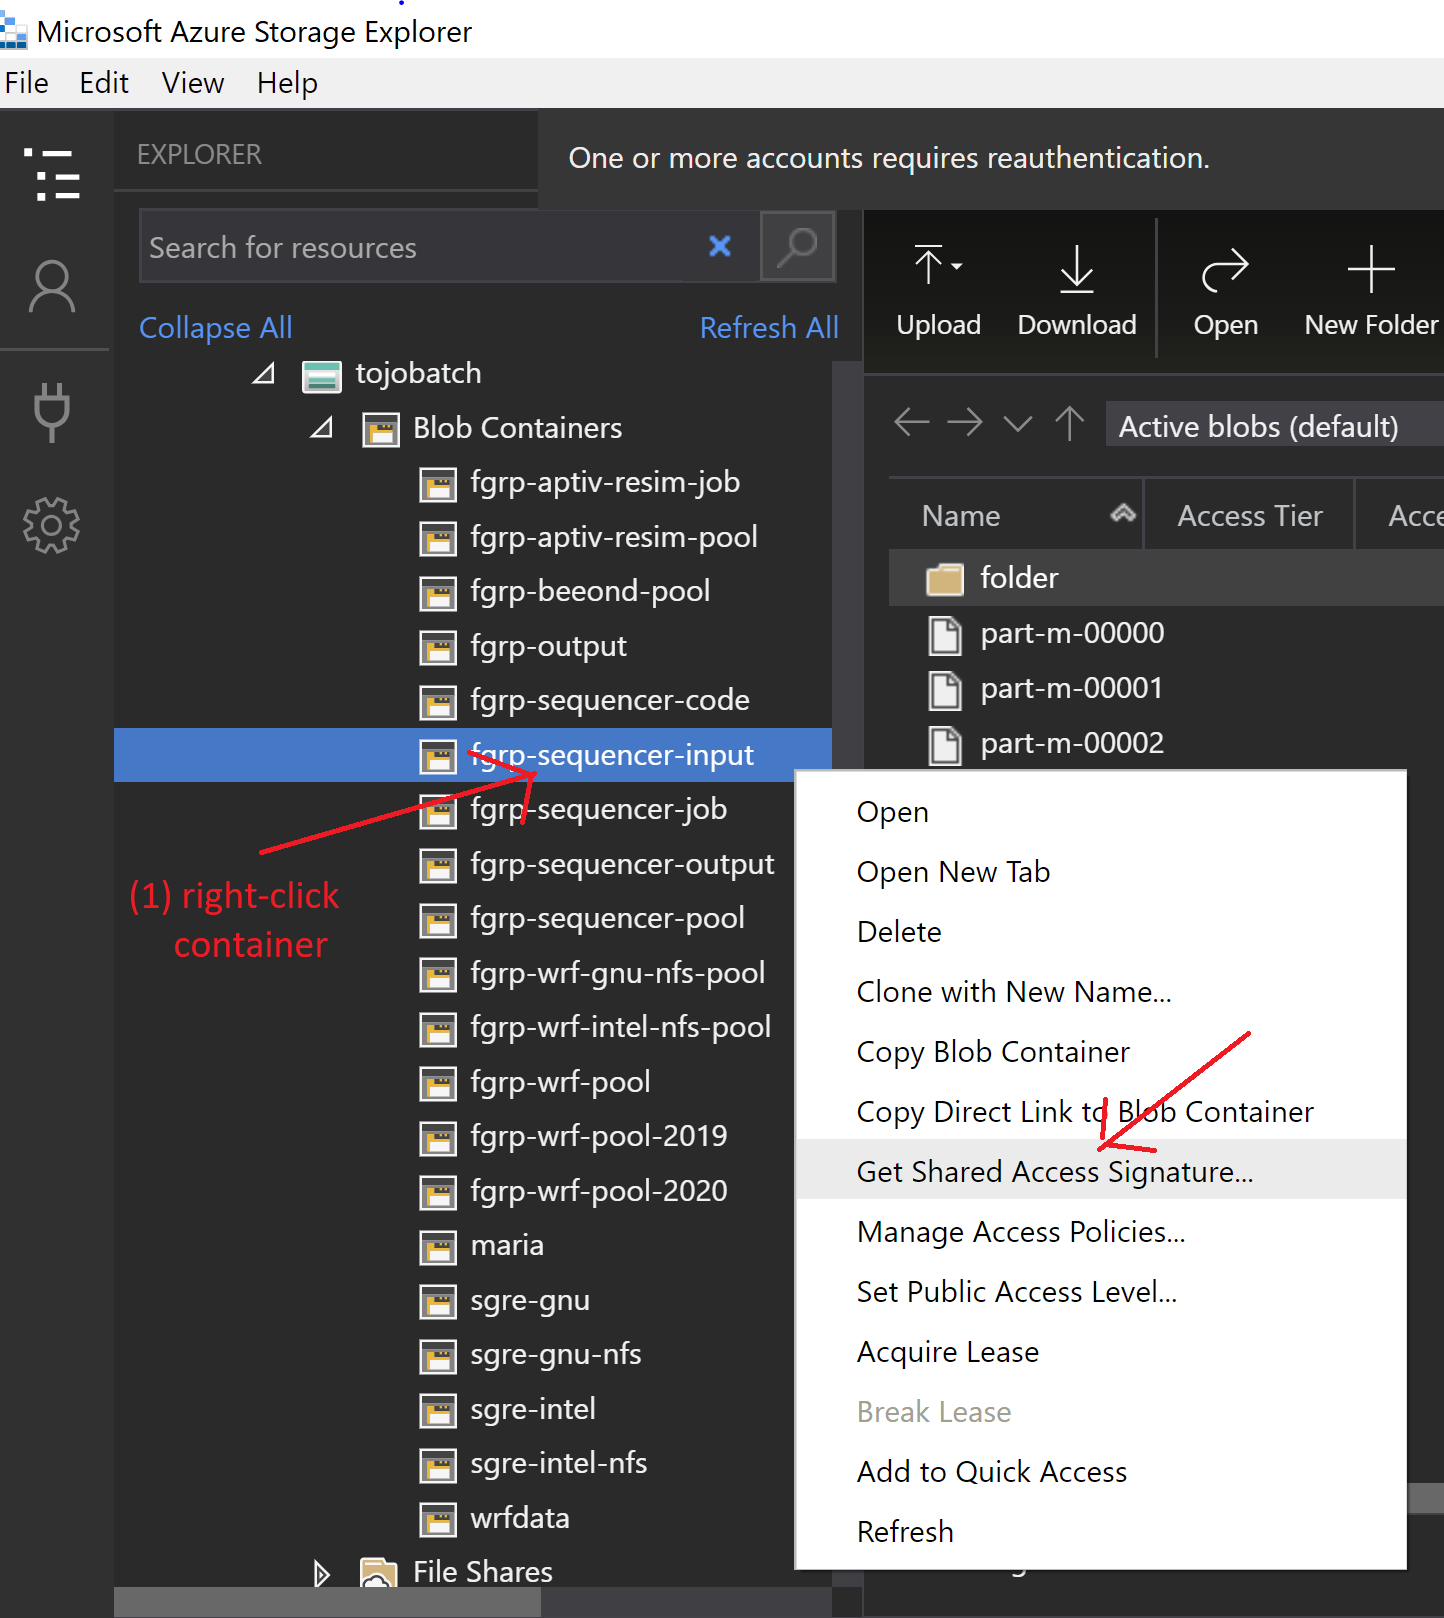 Microsoft Azure Storage Explorer
File Edit View Help
EXPLORER
One or more accounts requires reauthentication.
Search for resources
Collapse All Refresh All
Upload Download Open New Folder
Active blobs (default)
Name Access Tier Acce
folder
part-m-00000
part-m-00001
part-m-00002
tojobatch
Blob Containers
fgrp-aptiv-resim-job
fgrp-aptiv-resim-pool
fgrp-beeond-pool
fgrp-output
fgrp-sequencer-code
fgrp-sequencer-input
fgrp-sequencer-job
fgrp-sequencer-output
fgrp-sequencer-pool
fgrp-wrf-gnu-nfs-pool
fgrp-wrf-intel-nfs-pool
fgrp-wrf-pool
fgrp-wrf-pool-2019
fgrp-wrf-pool-2020
maria
sgre-gnu
sgre-gnu-nfs
sgre-intel
sgre-intel-nfs
wrfdata
File Shares
(1) right-click
container
Open
Open New Tab
Delete
Clone with New Name...
Copy Blob Container
Copy Direct Link to Blob Container
Get Shared Access Signature...
Manage Access Policies...
Set Public Access Level...
Acquire Lease
Break Lease
Add to Quick Access
Refresh